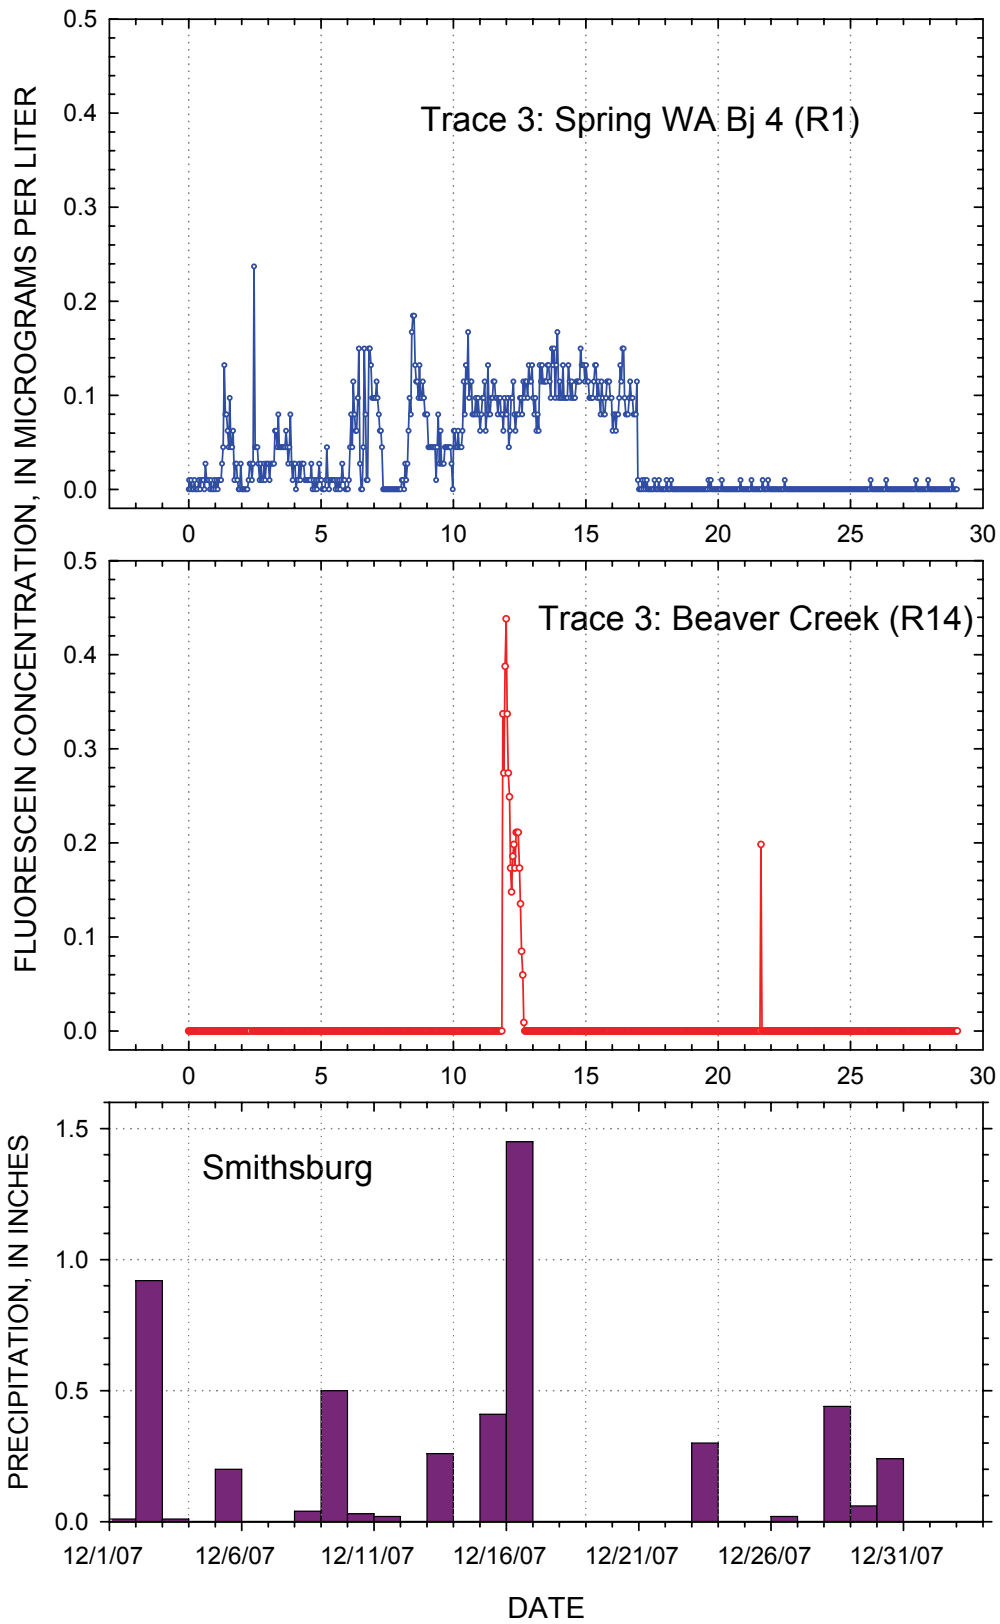 FLUORESCEIN CONCENTRATION, IN MICROGRAMS PER LITER
0.5
0.4
0.3
0.2
0.1
0.0
Trace 3: Spring WA Bj 4 (R1)
0 5 10 15 20 25 30
0.5
0.4
0.3
0.2
0.1
0.0
Trace 3: Beaver Creek (R14)
0 5 10 15 20 25 30
PRECIPITATION, IN INCHES
1.5
1.0
0.5
0.0
Smithsburg
12/1/07 12/6/07 12/11/07 12/16/07 12/21/07 12/26/07 12/31/07
DATE